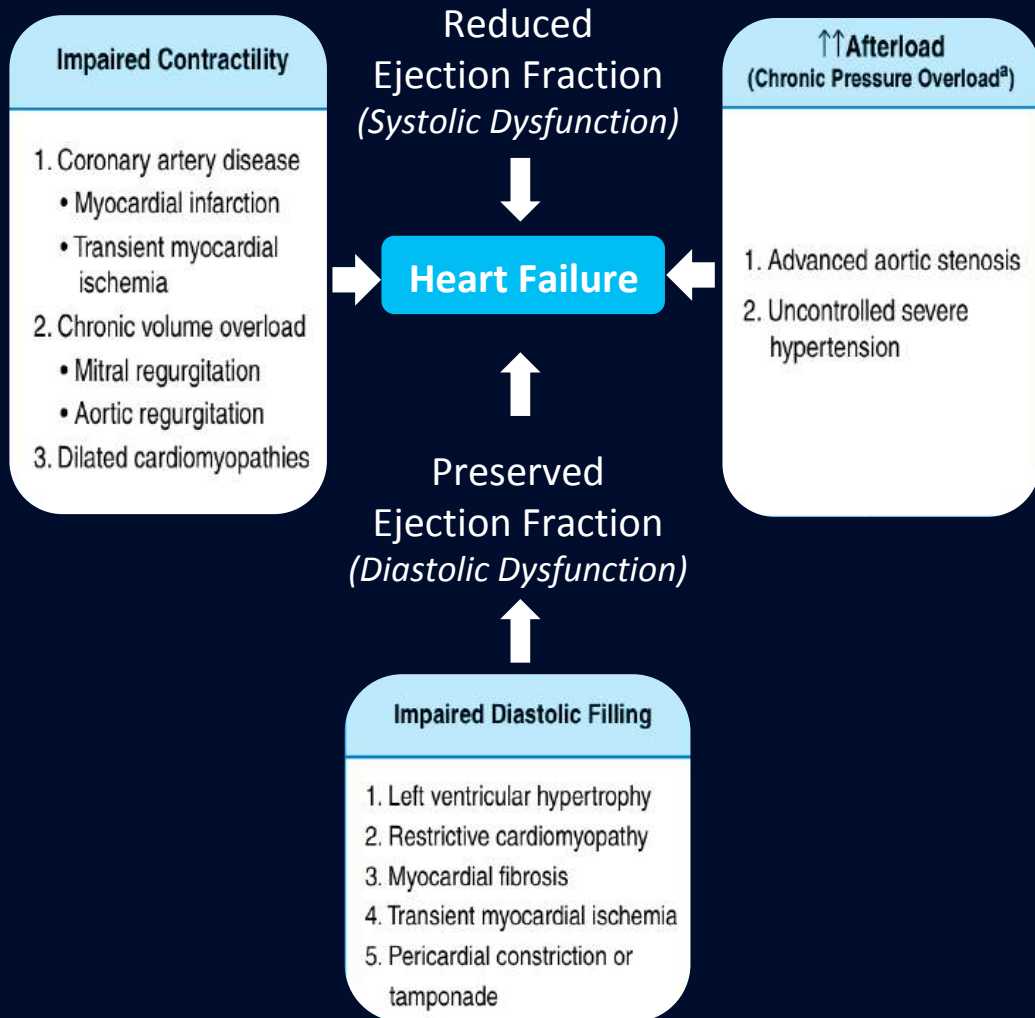 Impaired Contractility
1. Coronary artery disease
• Myocardial infarction
• Transient myocardial
ischemia
2. Chronic volume overload
• Mitral regurgitation
• Aortic regurgitation
3. Dilated cardiomyopathies
Reduced
Ejection Fraction
(Systolic Dysfunction)
Heart Failure
Preserved
Ejection Fraction
(Diastolic Dysfunction)
↑↑Afterload
(Chronic Pressure Overloadᵃ)
1. Advanced aortic stenosis
2. Uncontrolled severe
hypertension
Impaired Diastolic Filling
1. Left ventricular hypertrophy
2. Restrictive cardiomyopathy
3. Myocardial fibrosis
4. Transient myocardial ischemia
5. Pericardial constriction or
tamponade